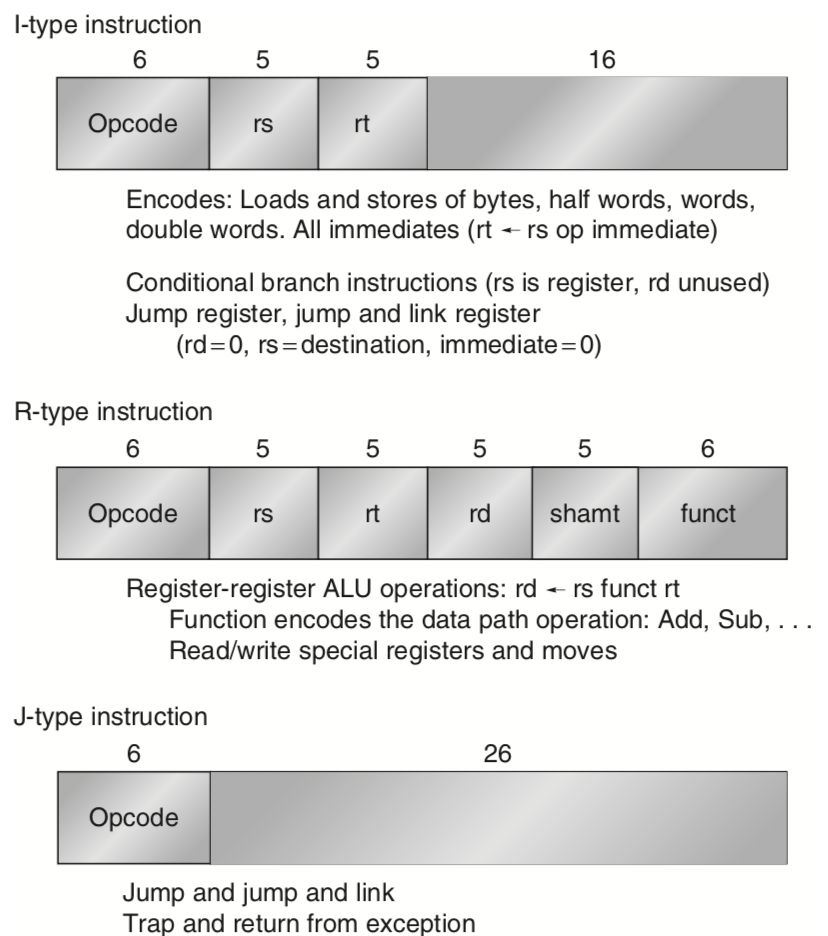 I-type instruction
6 5 5 16
Opcode rs rt
Encodes: Loads and stores of bytes, half words, words,
double words. All immediates (rt ← rs op immediate)
Conditional branch instructions (rs is register, rd unused)
Jump register, jump and link register
(rd=0, rs=destination, immediate=0)
R-type instruction
6 5 5 5 5 6
Opcode rs rt rd shamt funct
Register-register ALU operations: rd ← rs funct rt
Function encodes the data path operation: Add, Sub, . . .
Read/write special registers and moves
J-type instruction
6 26
Opcode
Jump and jump and link
Trap and return from exception